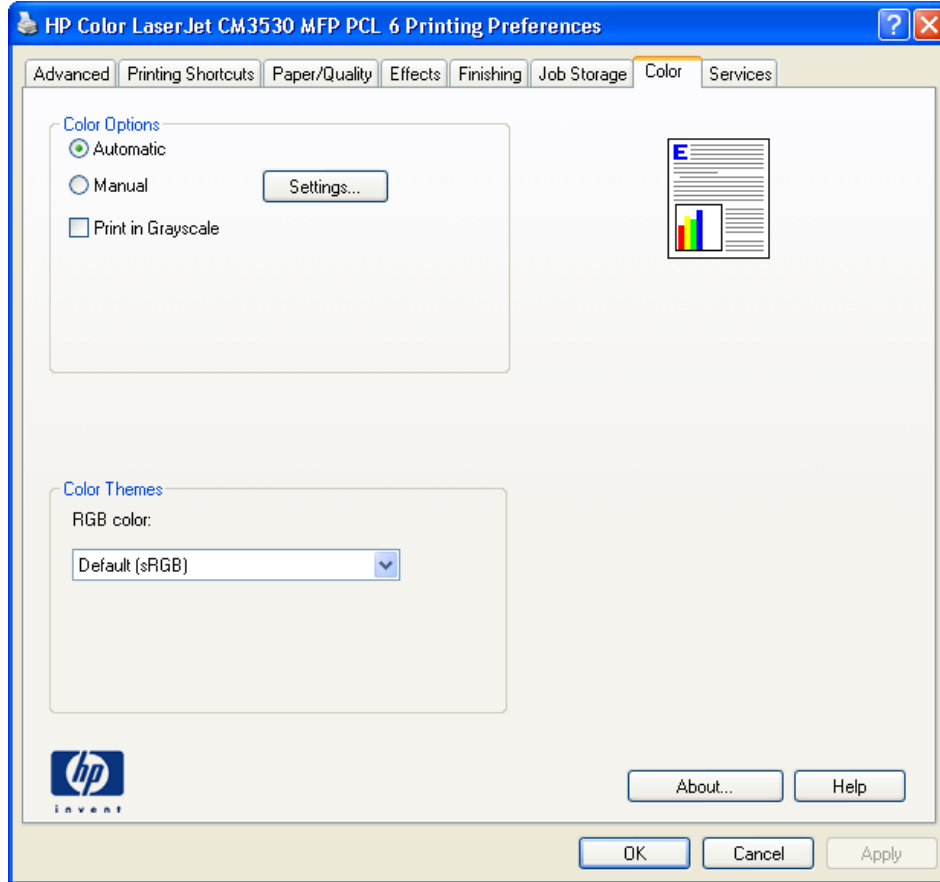 HP Color LaserJet CM3530 MFP PCL 6 Printing Preferences
Advanced Printing Shortcuts Paper/Quality Effects Finishing Job Storage Color Services
Color Options
Automatic
Manual Settings...
Print in Grayscale
E
Color Themes
RGB color:
Default (sRGB)
hp
invent
About... Help
OK Cancel Apply